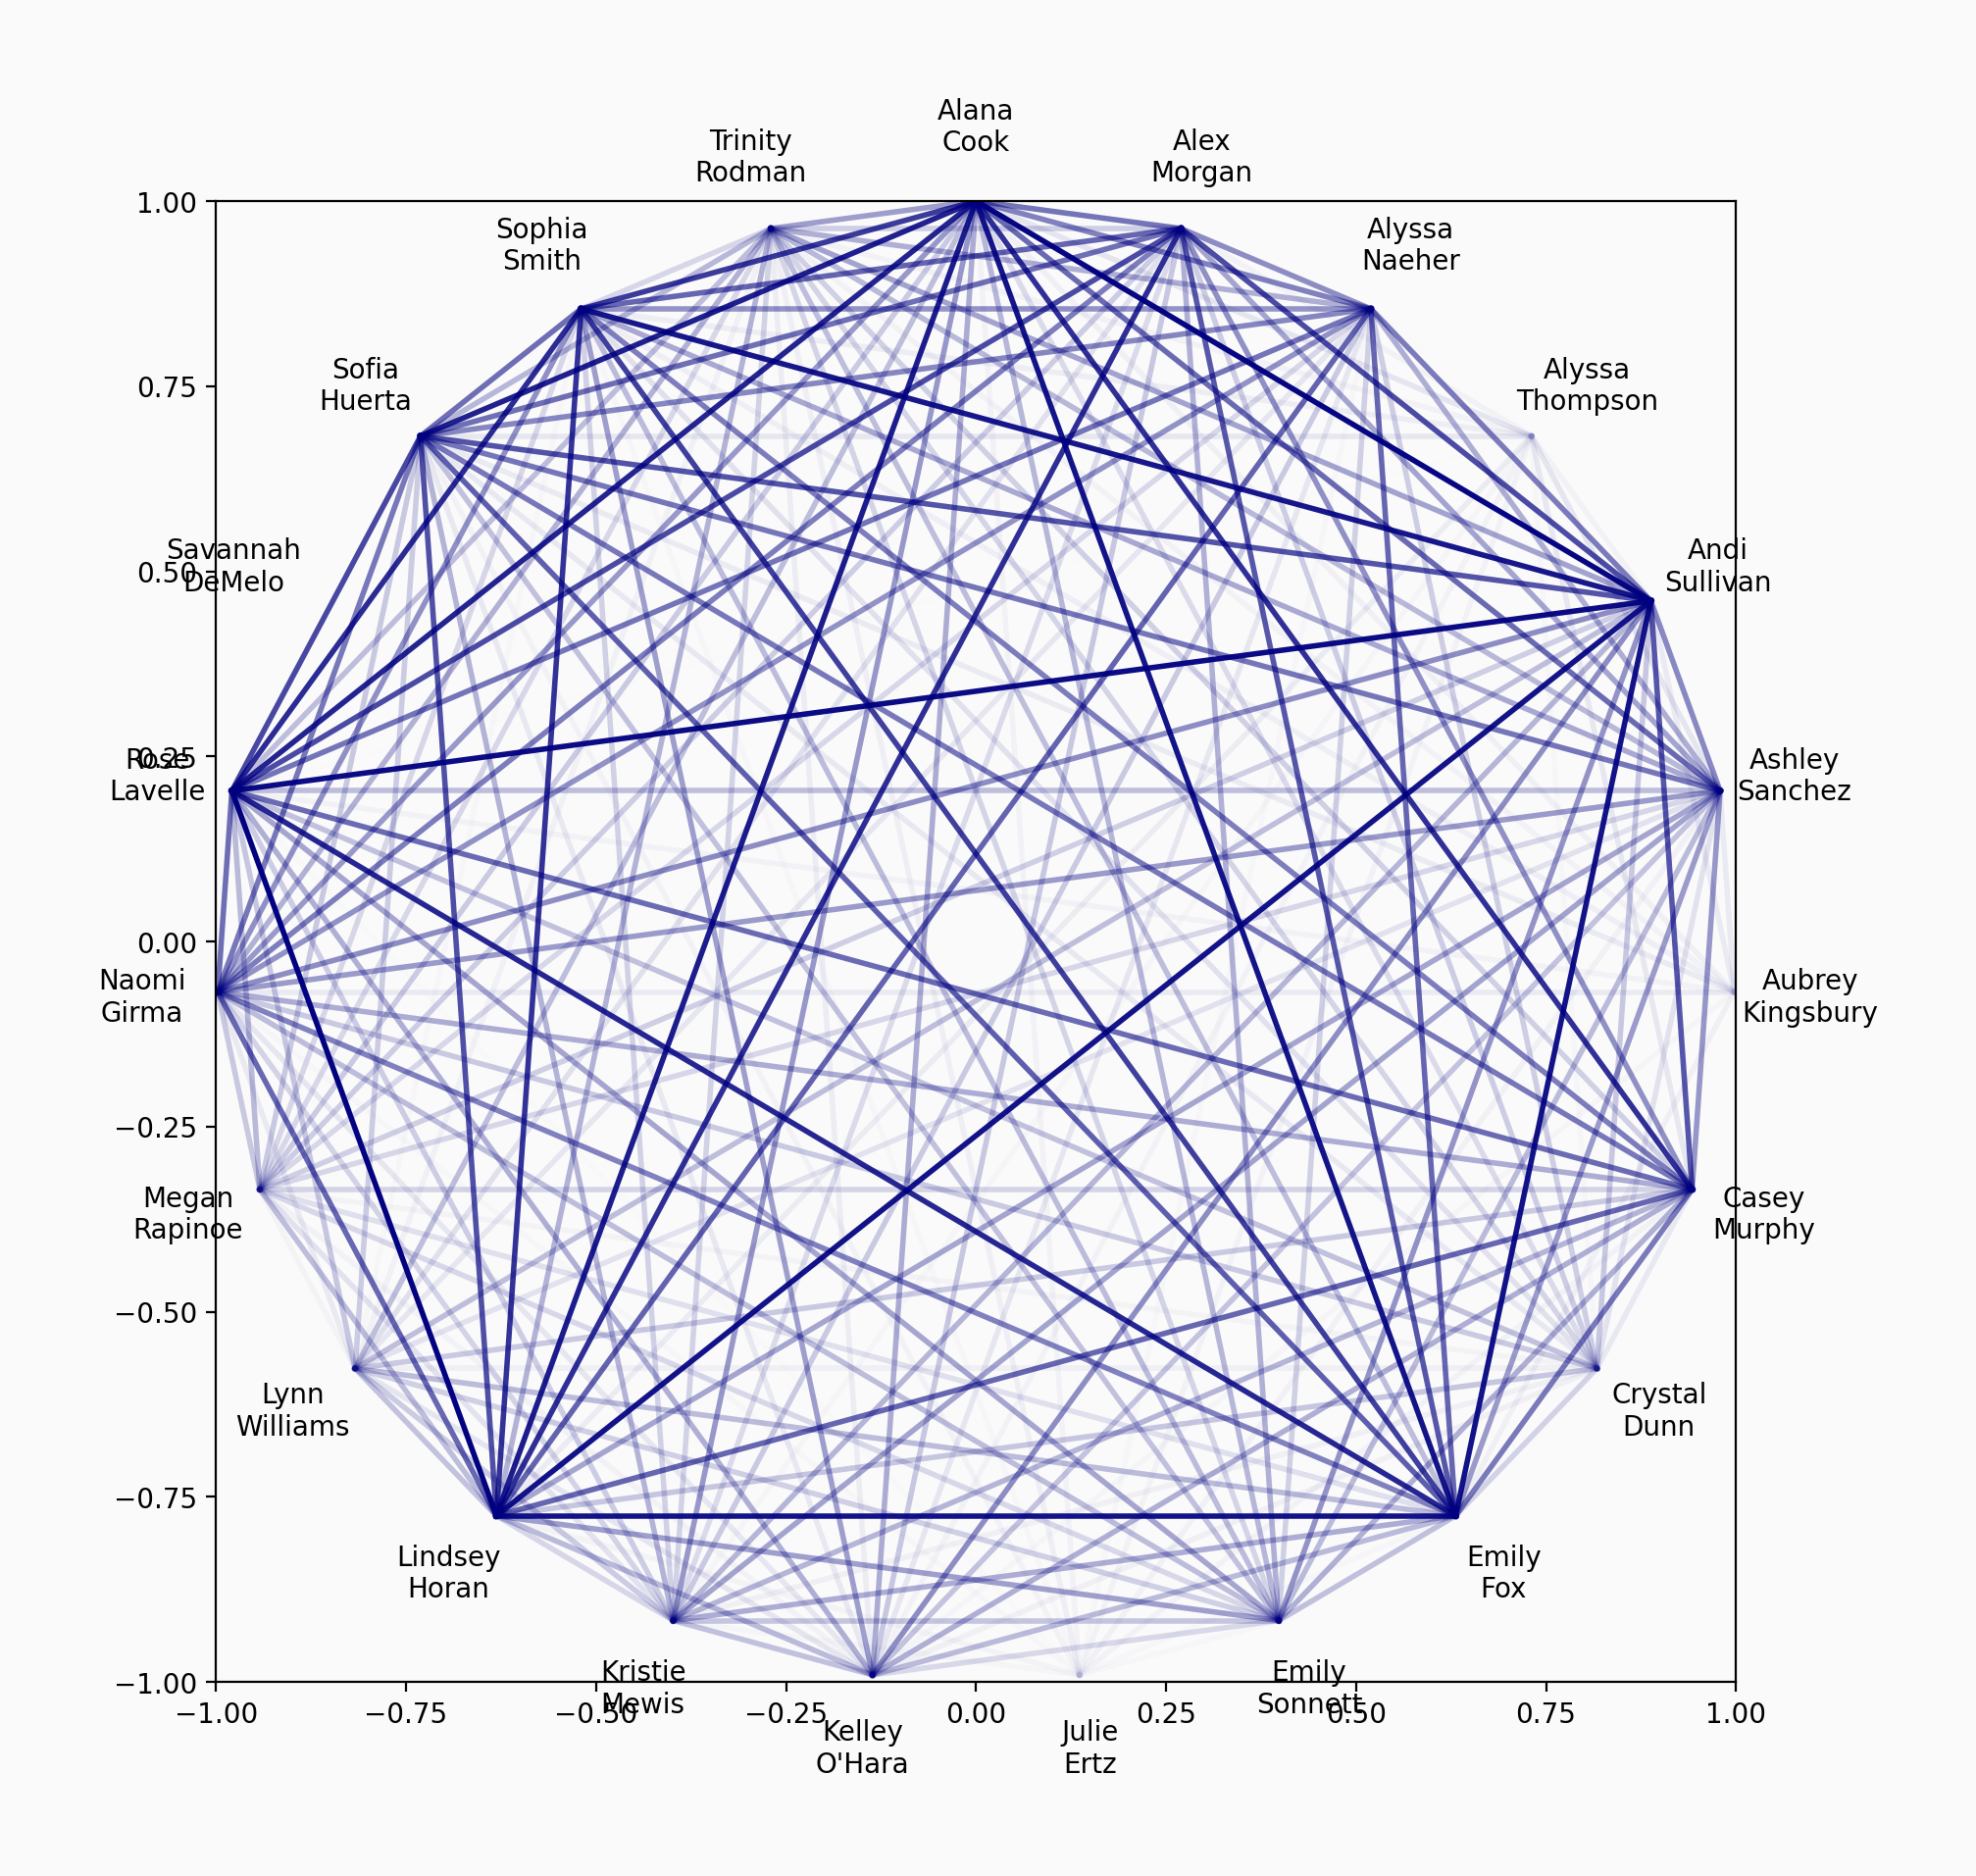 Alana
Cook
Trinity
Rodman
Alex
Morgan
Sophia
Smith
Alyssa
Naeher
Sofia
Huerta
Alyssa
Thompson
Savannah
DeMelo
Andi
Sullivan
Rose
Lavelle
Ashley
Sanchez
Naomi
Girma
Aubrey
Kingsbury
Megan
Rapinoe
Casey
Murphy
Lynn
Williams
Crystal
Dunn
Lindsey
Horan
Emily
Fox
Kristie
Mewis
Emily
Sonnett
Kelley
O'Hara
Julie
Ertz
1.00
0.75
0.50
0.25
0.00
−0.25
−0.50
−0.75
−1.00
−1.00 −0.75 −0.50 −0.25 0.00 0.25 0.50 0.75 1.00